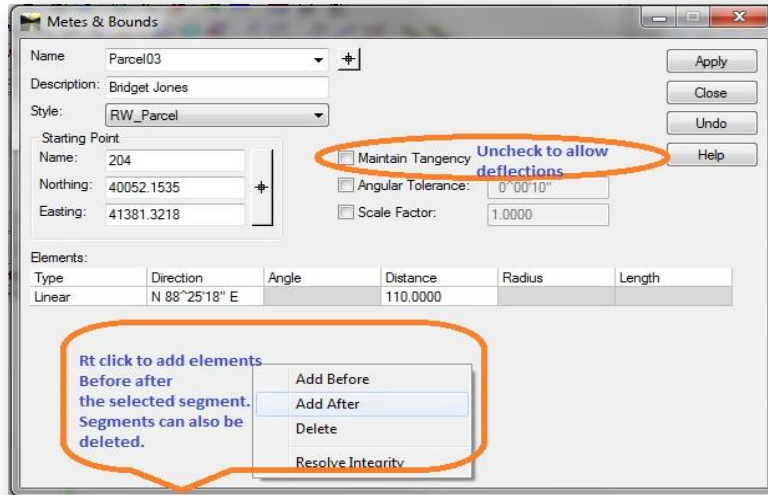 Metes & Bounds
Name Parcel03
Apply
Description: Bridget Jones
Close
Style: RW_Parcel
Undo
Starting Point
Name: 204
Maintain Tangency
Uncheck to allow
deflections
Help
Northing: 40052.1535
Angular Tolerance: 0^00'10"
Easting: 41381.3218
Scale Factor: 1.0000
Elements:
Type Direction Angle Distance Radius Length
Linear N 88^25'18" E 110.0000
Rt click to add elements
Before after
the selected segment.
Segments can also be
deleted.
Add Before
Add After
Delete
Resolve Integrity